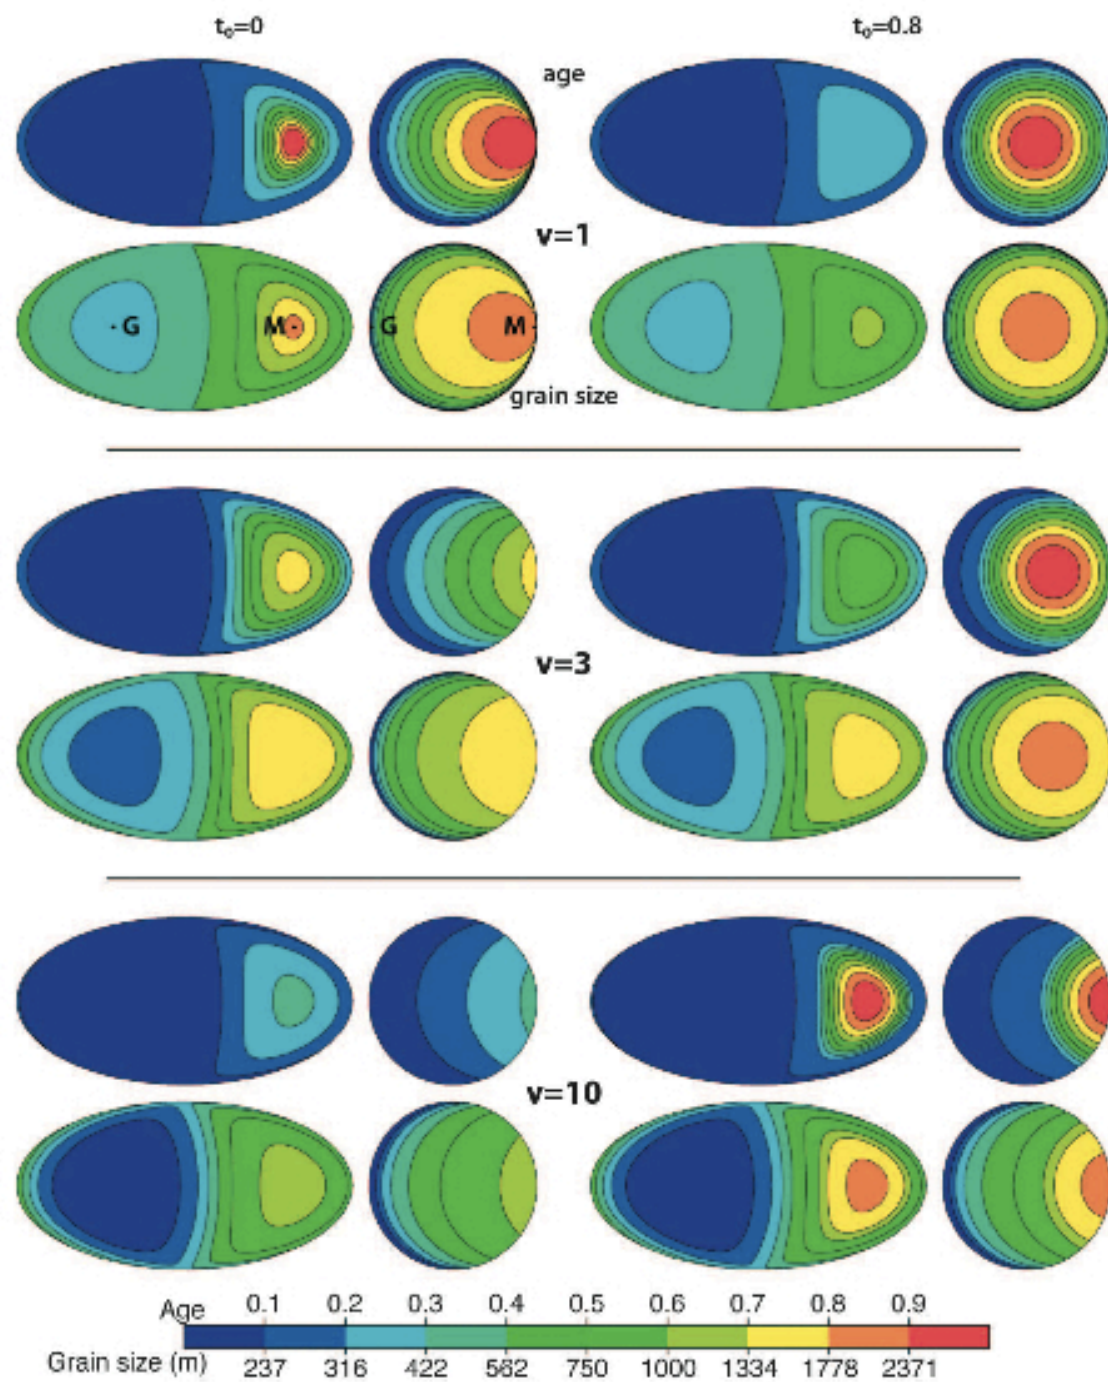 t₀=0 t₀=0.8
age
v=1
G M G M
grain size
v=3
v=10
Age 0.1 0.2 0.3 0.4 0.5 0.6 0.7 0.8 0.9
Grain size (m) 237 316 422 562 750 1000 1334 1778 2371